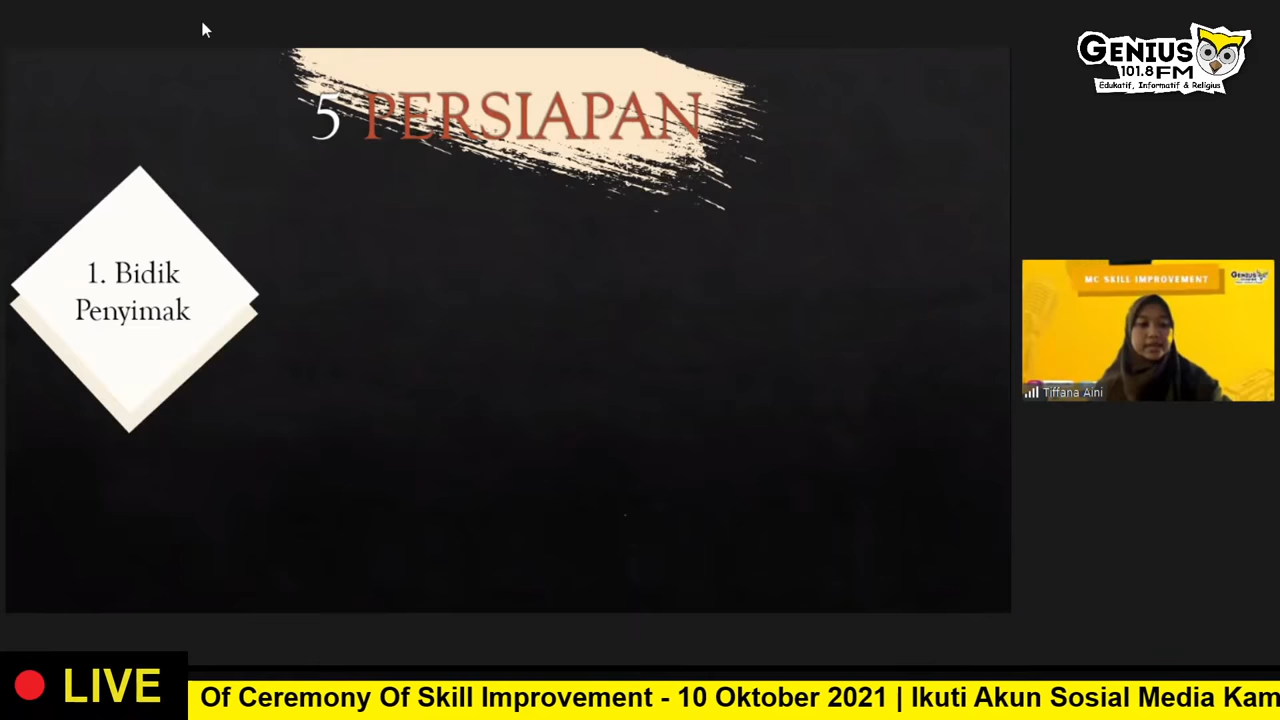 GENIUS
101.8 FM
Edukatif, Informatif & Religius
5 PERSIAPAN
1. Bidik
Penyimak
MC SKILL IMPROVEMENT
GENIUS
Tiffana Aini
LIVE
Of Ceremony Of Skill Improvement - 10 Oktober 2021 | Ikuti Akun Sosial Media Kam